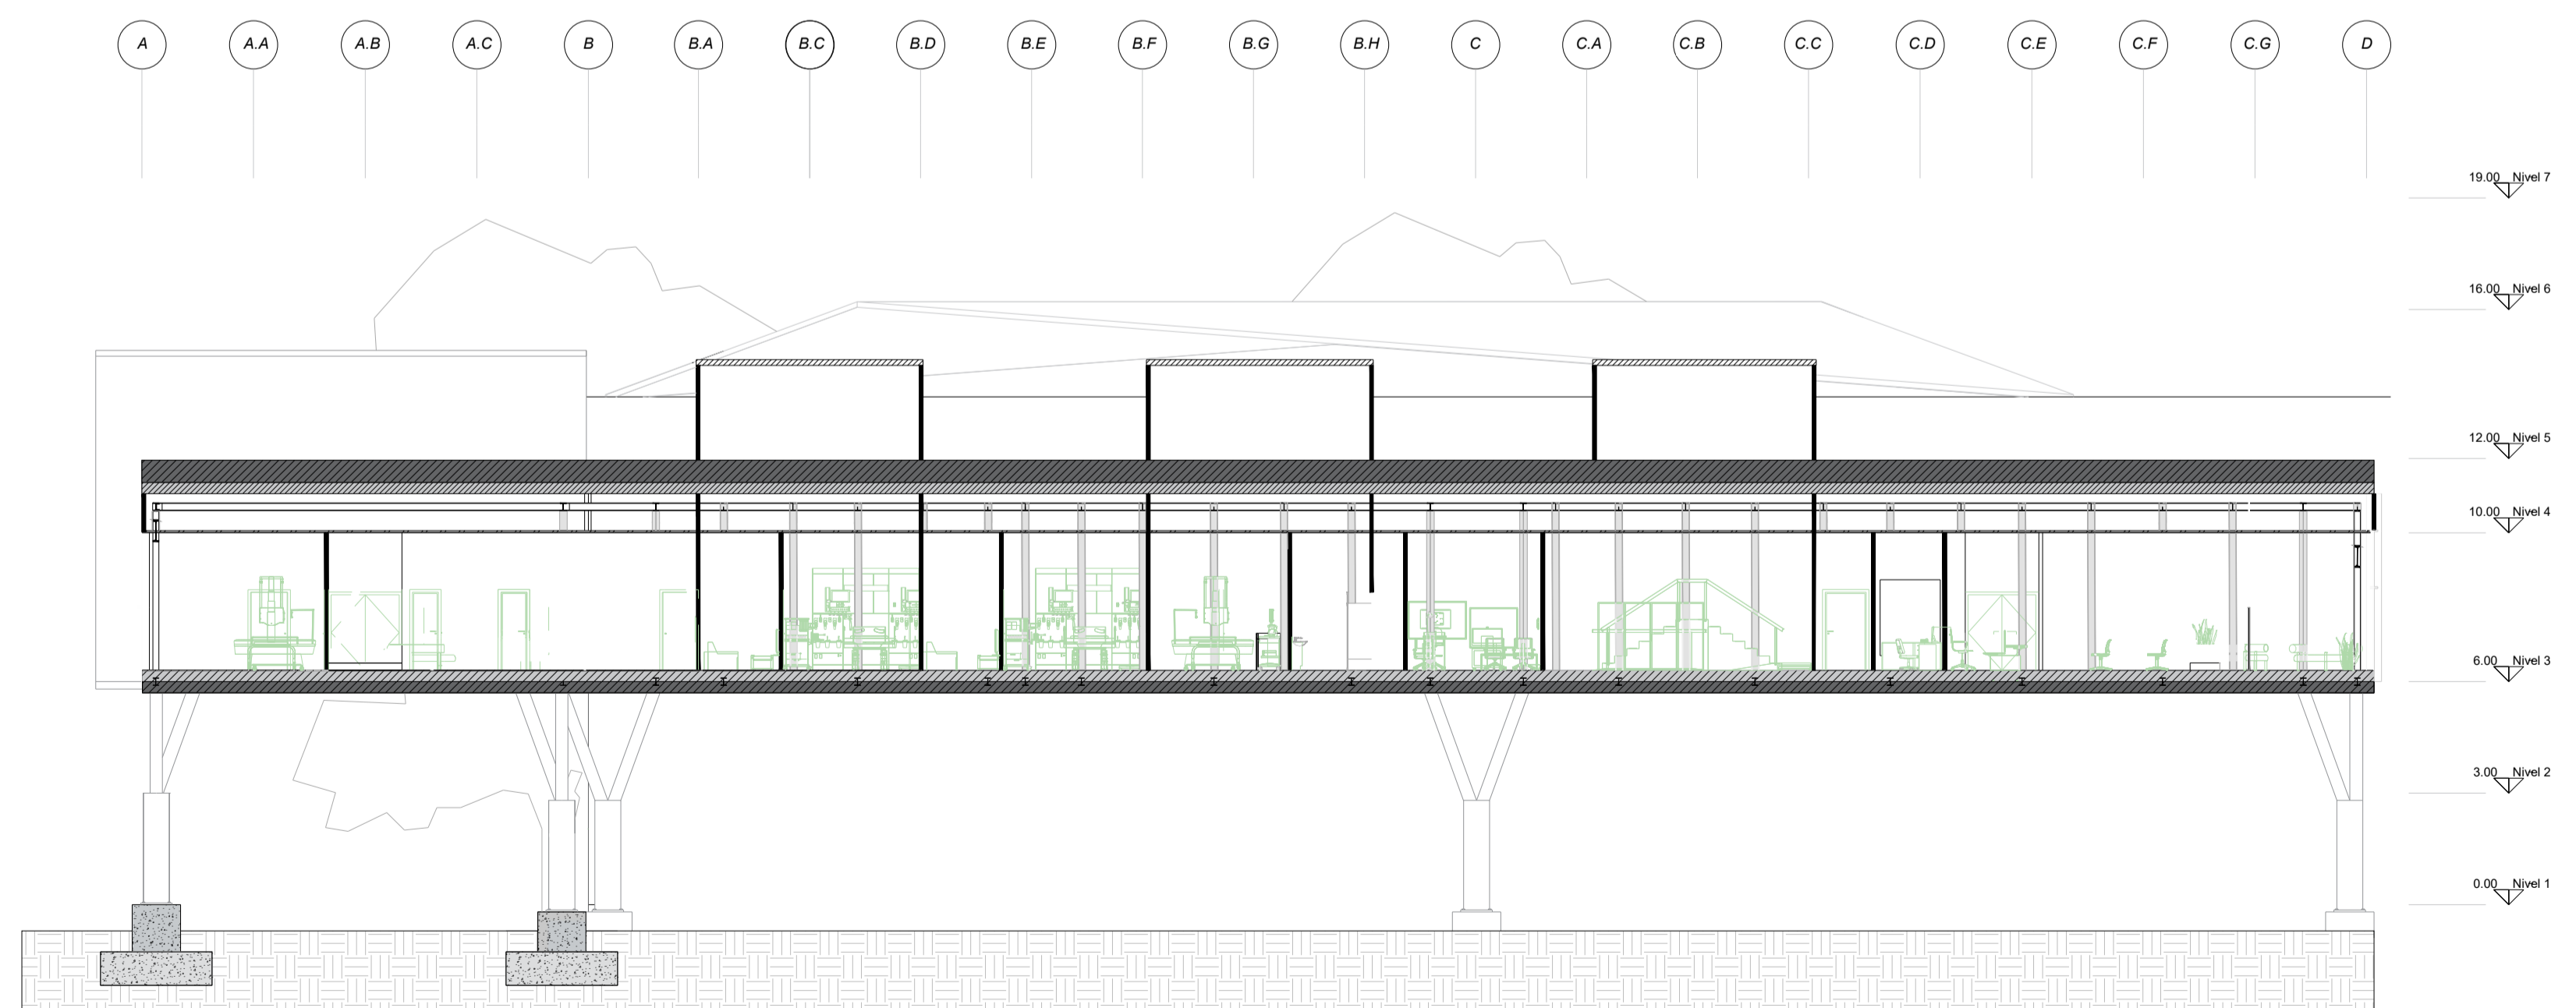 A A.A A.B A.C B B.A B.C B.D B.E B.F B.G B.H C C.A C.B C.C C.D C.E C.F C.G D
19.00 Nivel 7
16.00 Nivel 6
12.00 Nivel 5
10.00 Nivel 4
6.00 Nivel 3
3.00 Nivel 2
0.00 Nivel 1